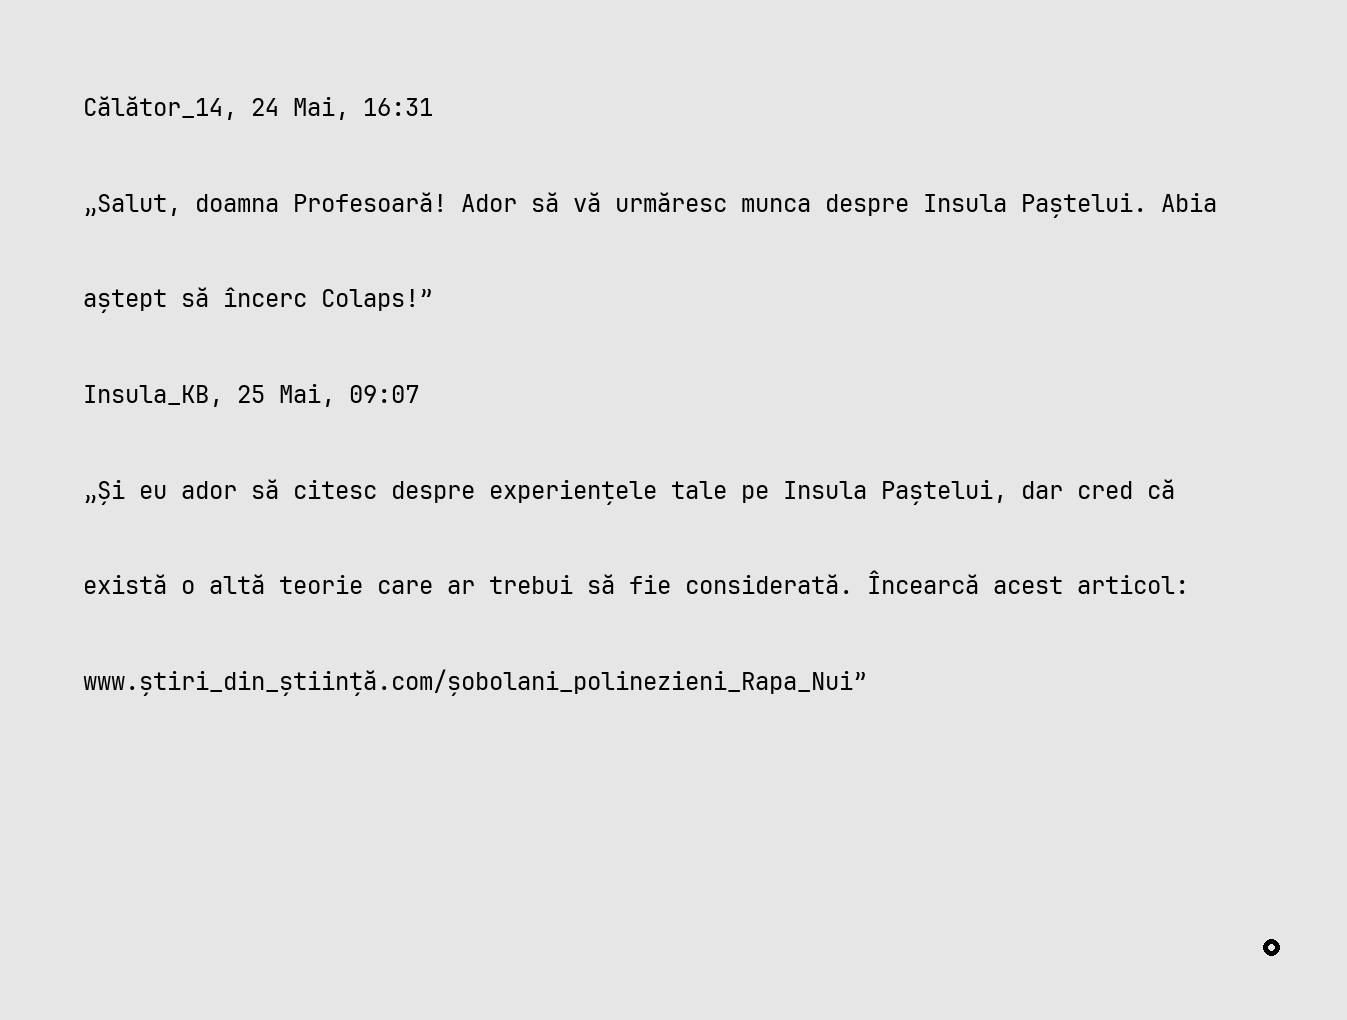 Călător_14, 24 Mai, 16:31
„Salut, doamna Profesoară! Ador să vă urmăresc munca despre Insula Paștelui. Abia
aștept să încerc Colaps!”
Insula_KB, 25 Mai, 09:07
„Și eu ador să citesc despre experiențele tale pe Insula Paștelui, dar cred că
există o altă teorie care ar trebui să fie considerată. Încearcă acest articol:
www.știri_din_știință.com/șobolani_polinezieni_Rapa_Nui”